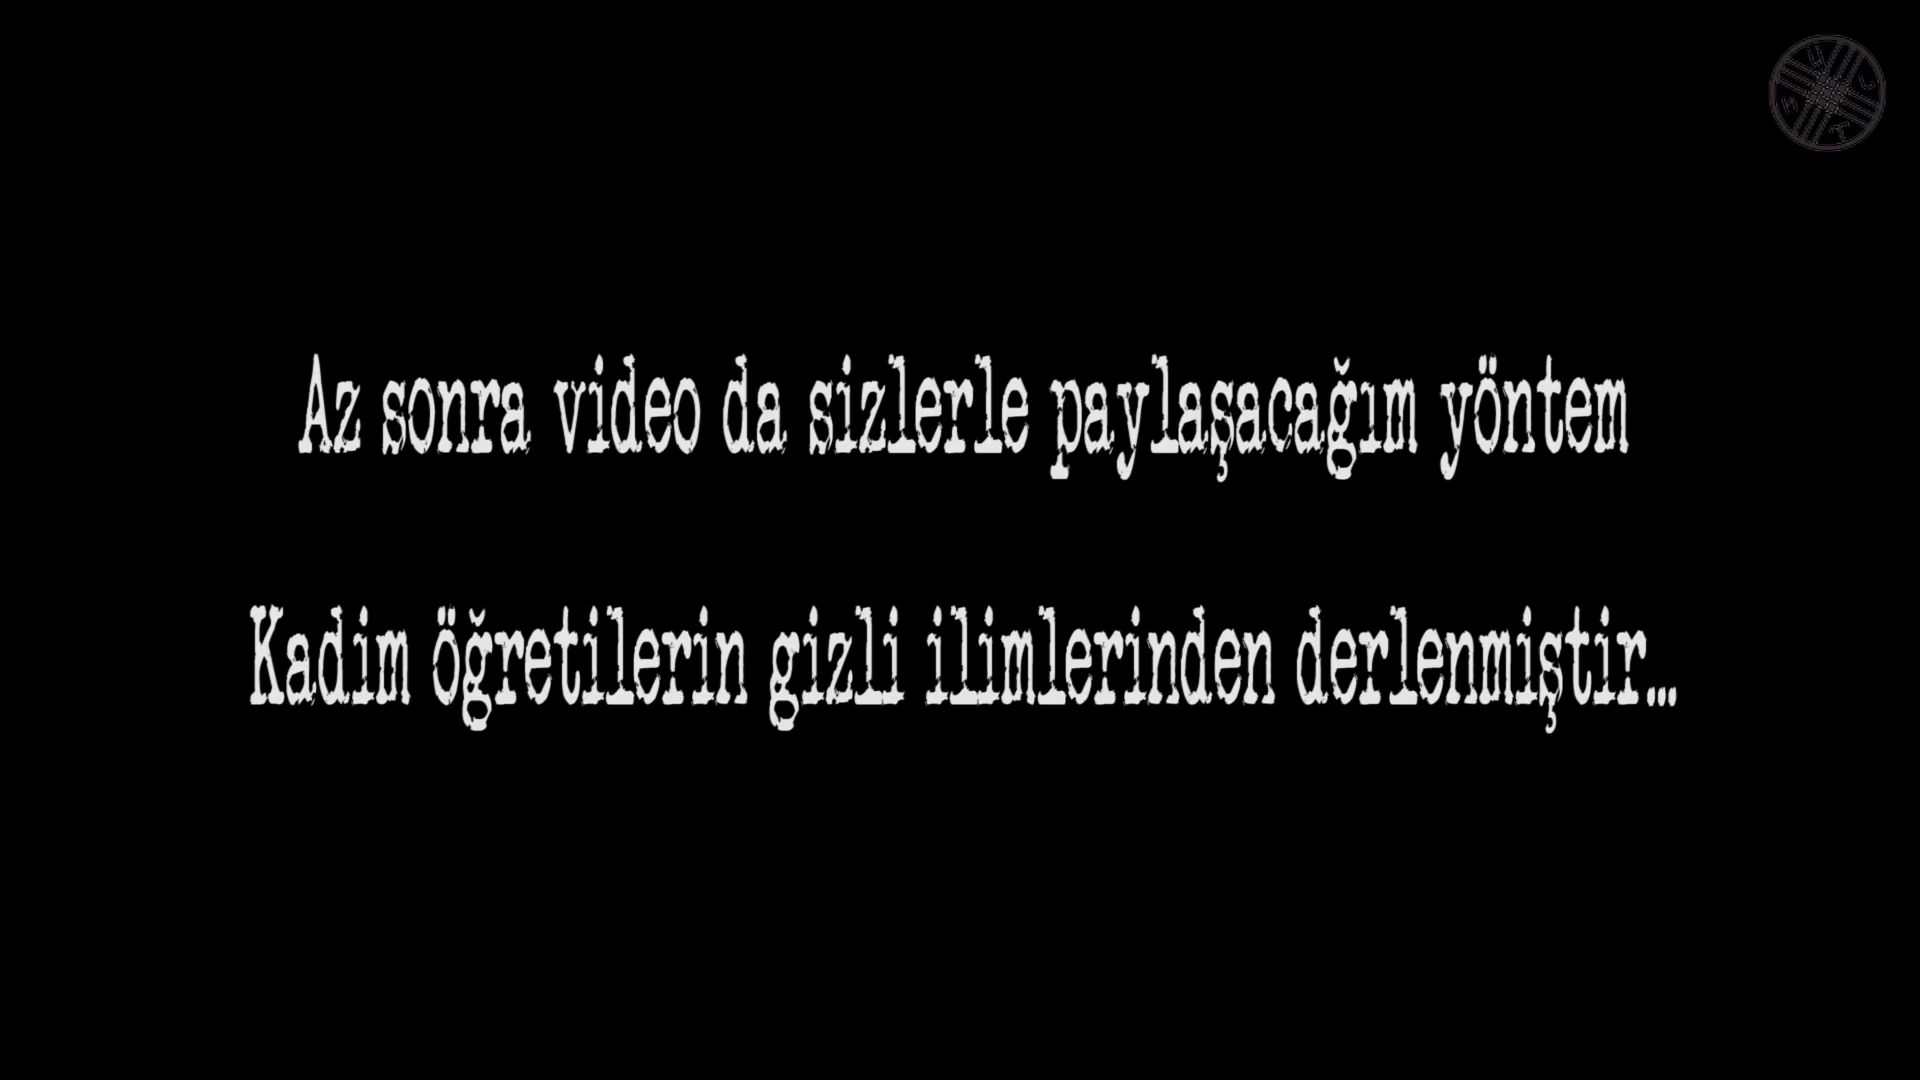 Az sonra video da sizlerle paylaşacağım yöntem
Kadim öğretilerin gizli ilimlerinden derlenmiştir...